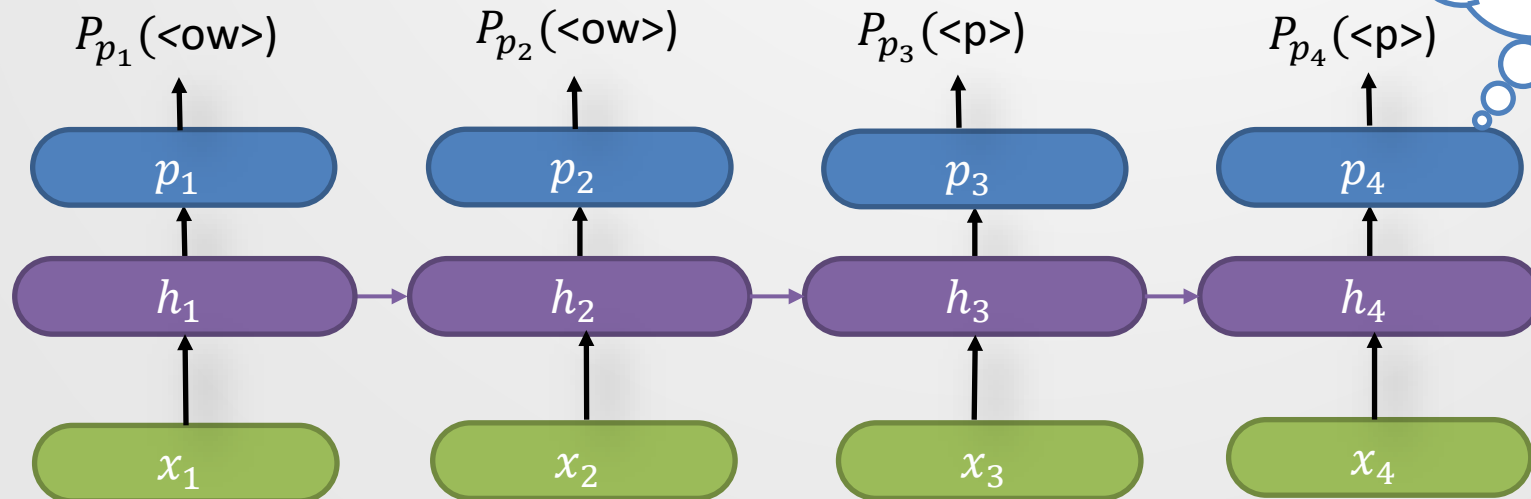 P_{p_1}(<ow>) P_{p_2}(<ow>) P_{p_3}(<p>) P_{p_4}(<p>)
p_1 p_2 p_3 p_4
h_1 h_2 h_3 h_4
x_1 x_2 x_3 x_4